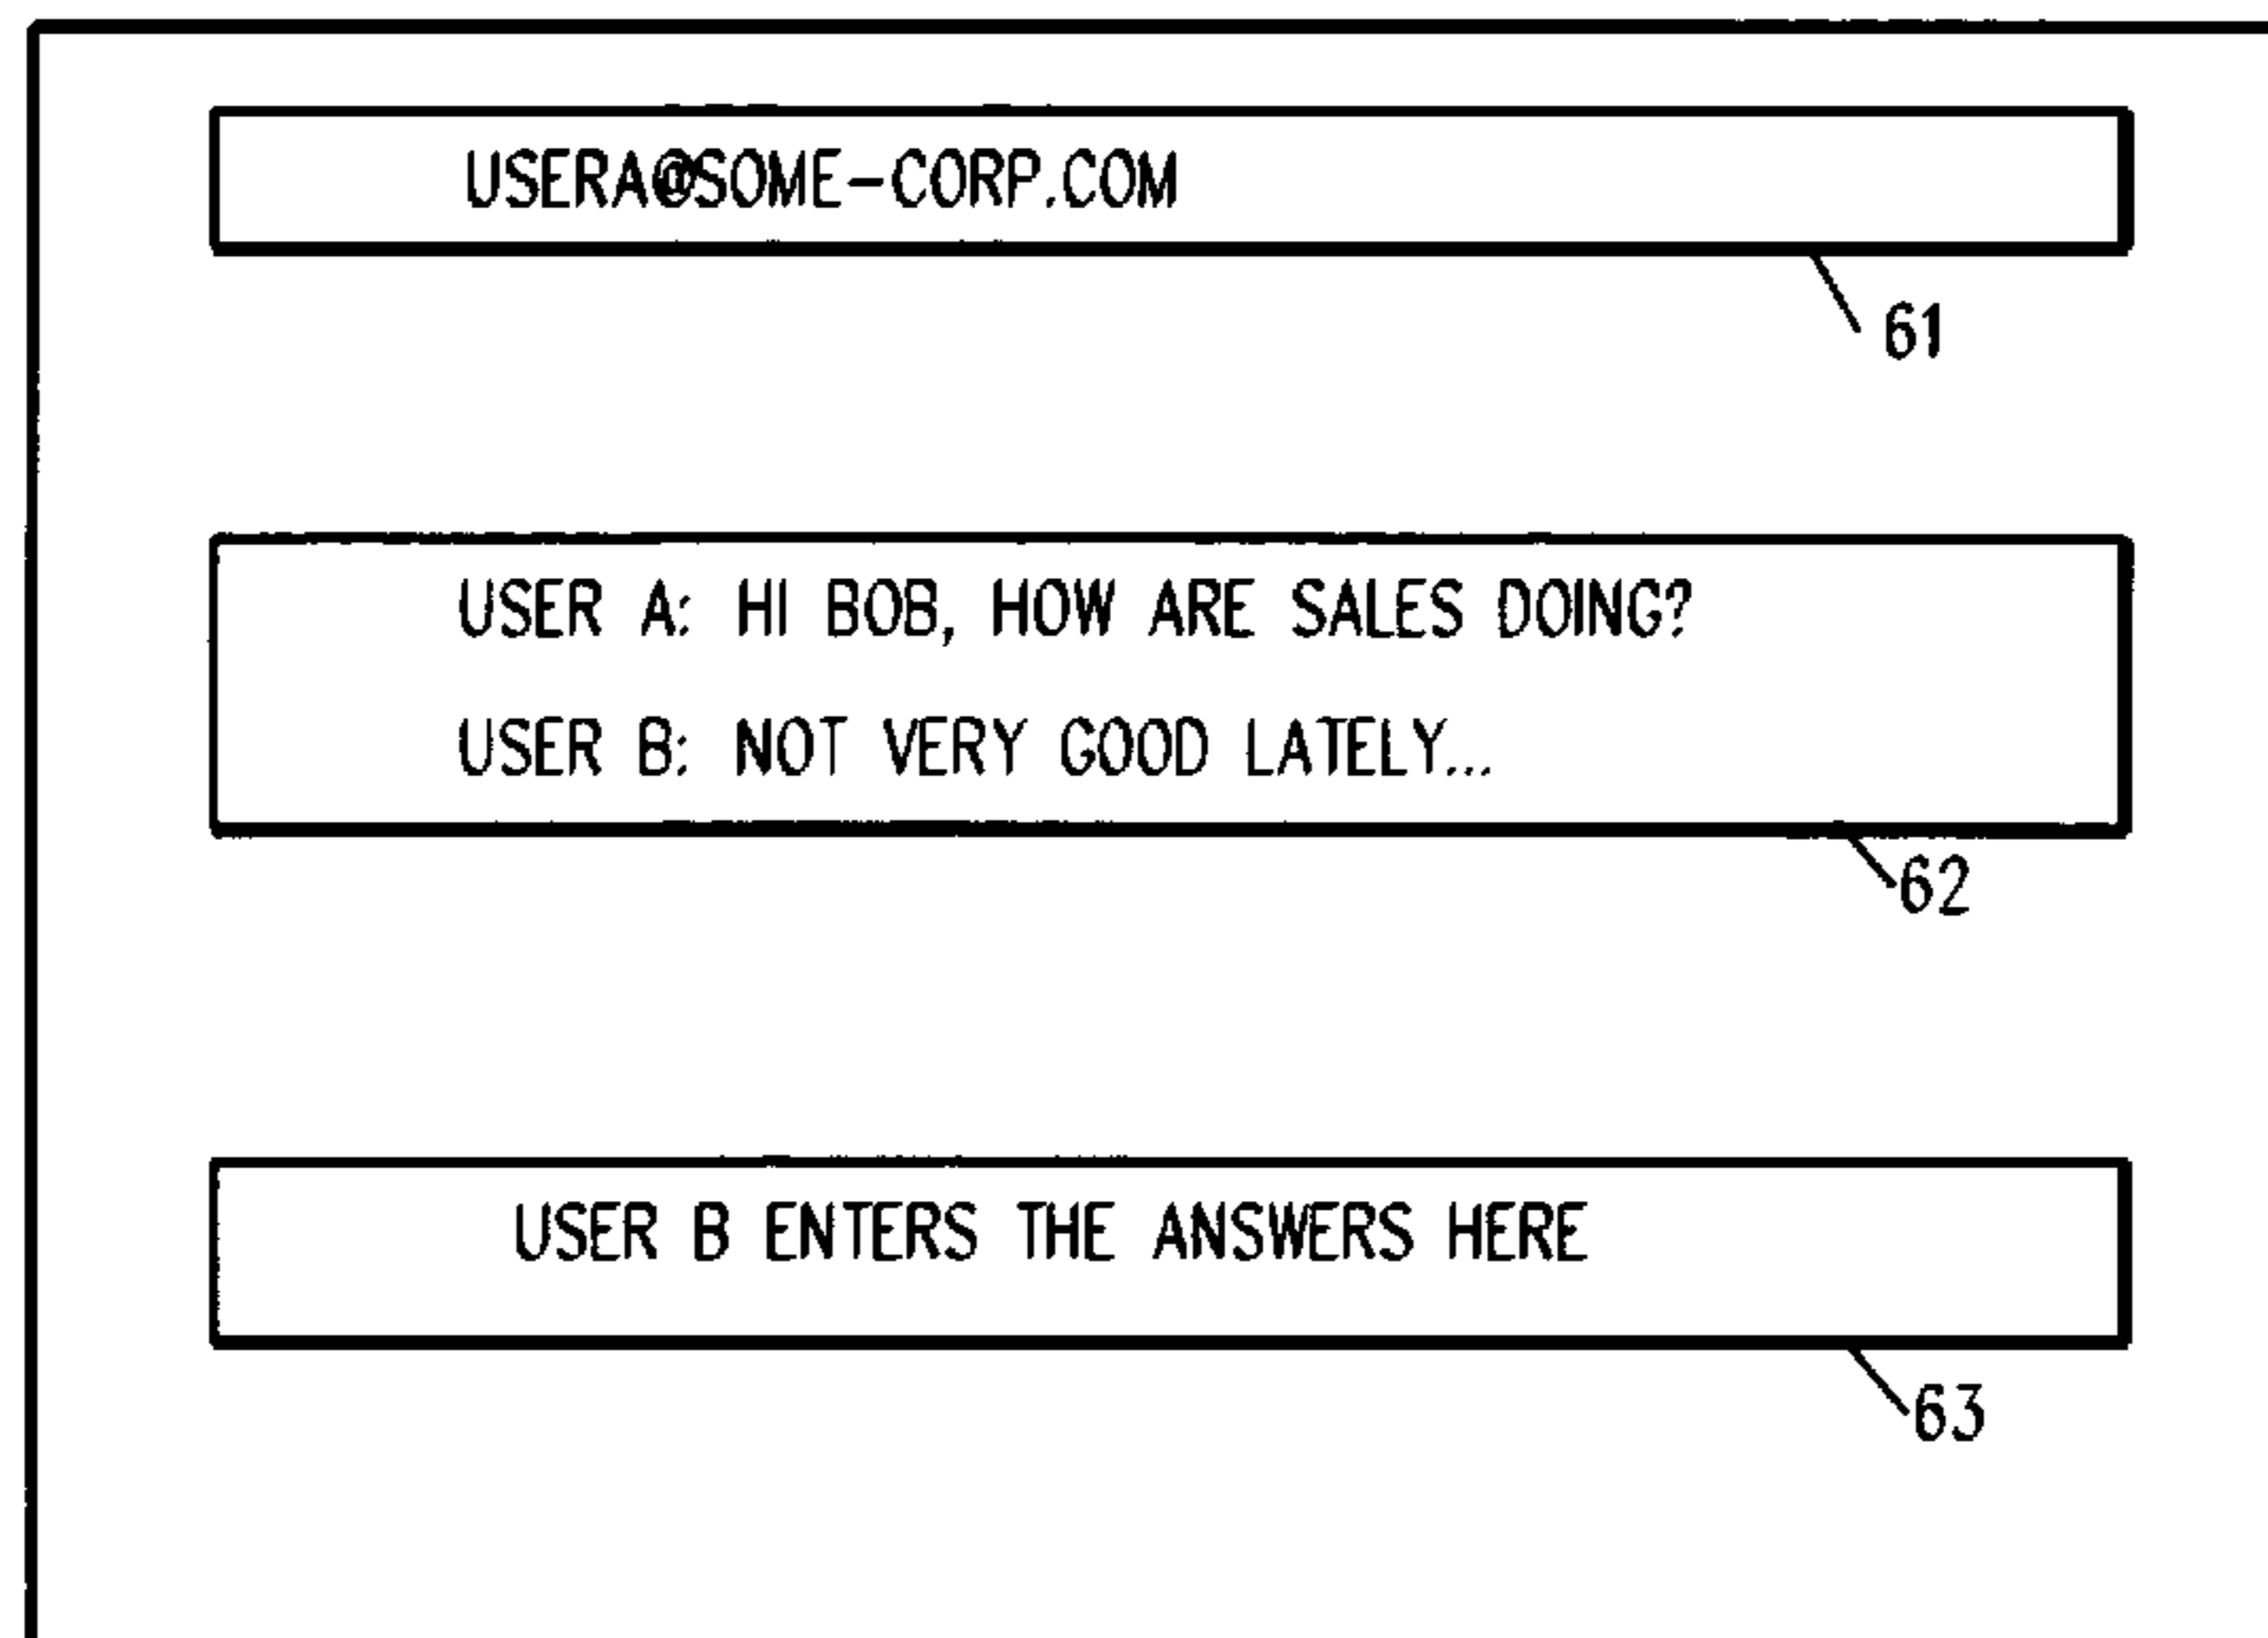 USERA@SOME-CORP.COM
61
USER A: HI BOB, HOW ARE SALES DOING?
USER B: NOT VERY GOOD LATELY...
62
USER B ENTERS THE ANSWERS HERE
63